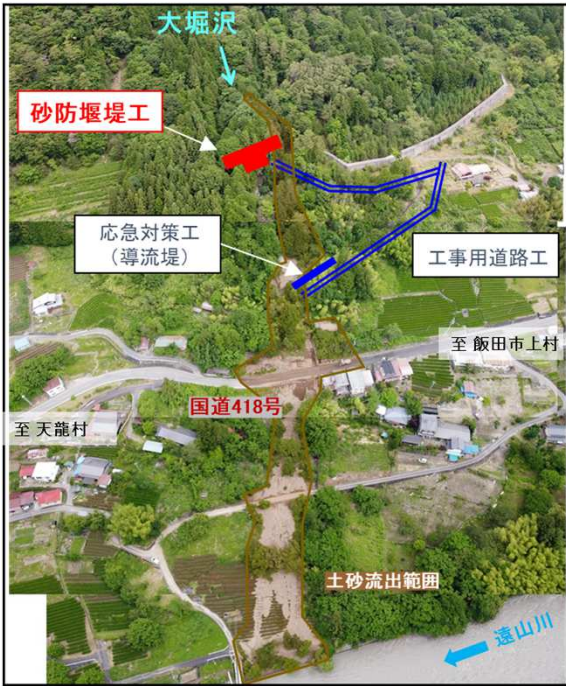 大堀沢
砂防堰堤工
応急対策工
（導流堤）
工事用道路工
至 飯田市上村
国道418号
至 天龍村
土砂流出範囲
遠山川